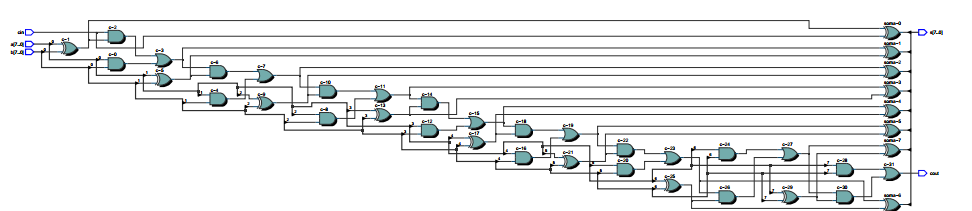 soma~0
c~2
cin
s[7..0]
c~1
a[7..0]
b[7..0]
c~3
soma~1
c~0
c~6
c~7
soma~2
c~5
c~10
c~11
soma~3
c~4
c~9
c~14
c~8
c~13
c~15
soma~4
c~12
c~18
c~19
soma~5
c~17
c~22
soma~7
c~16
c~21
c~23
c~24
c~27
c~20
c~28
c~31
cout
c~25
c~26
c~29
c~30
soma~6